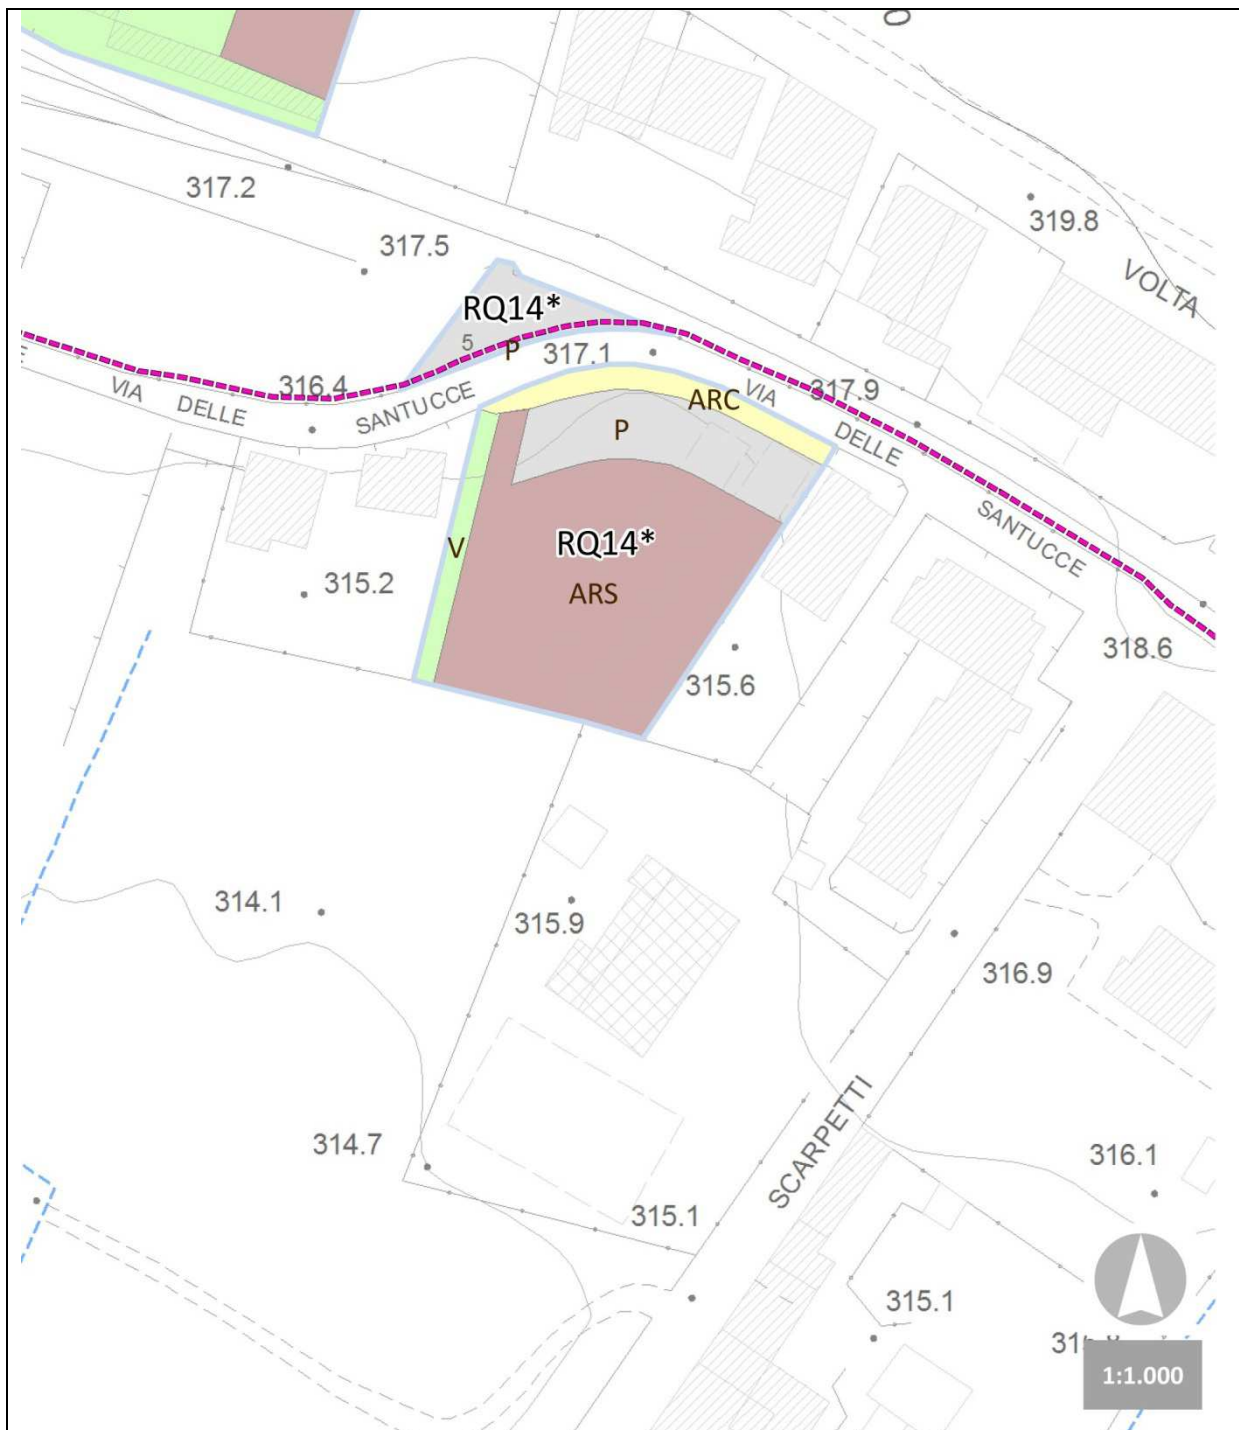 317.2
317.5
319.8
VOLTA
RQ14*
5
P
317.1
316.4
VIA
DELLE
SANTUCCE
VIA
317.9
ARC
DELLE
P
SANTUCCE
RQ14*
V
ARS
315.2
318.6
315.6
314.1
315.9
316.9
SCARPETTI
314.7
316.1
315.1
315.1
1:1.000